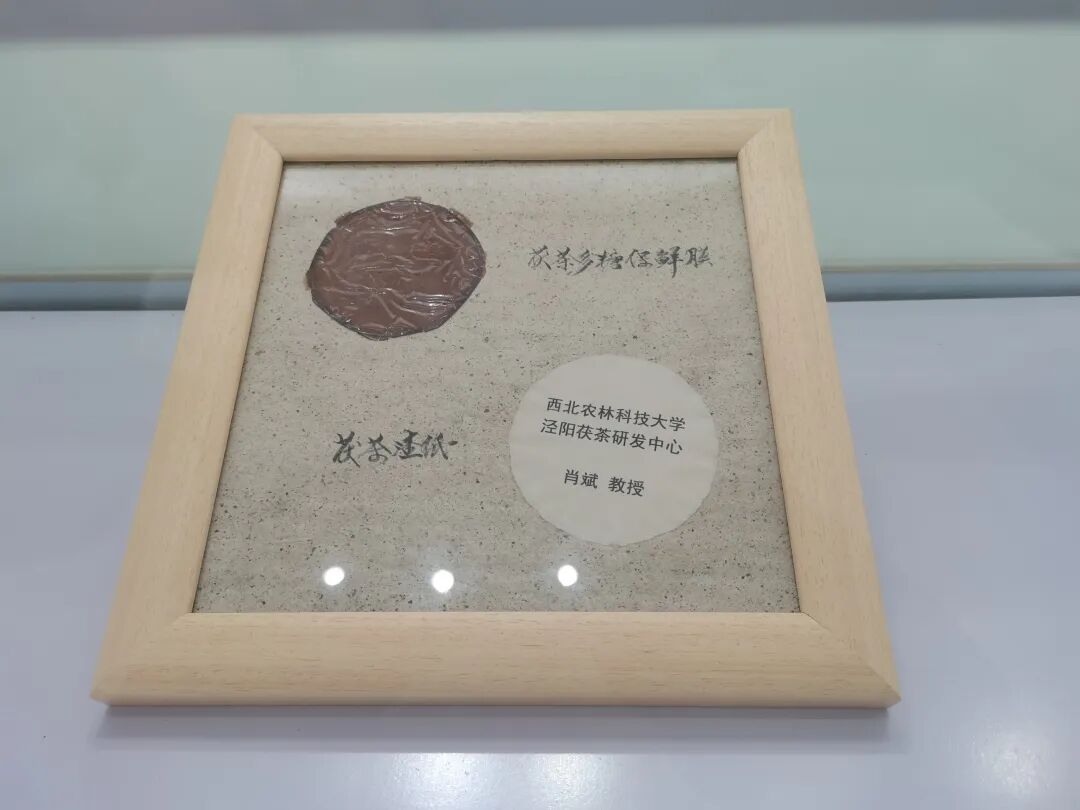 茯茶多糖保鲜膜
西北农林科技大学
泾阳茯茶研发中心
肖斌 教授
茯茶造纸